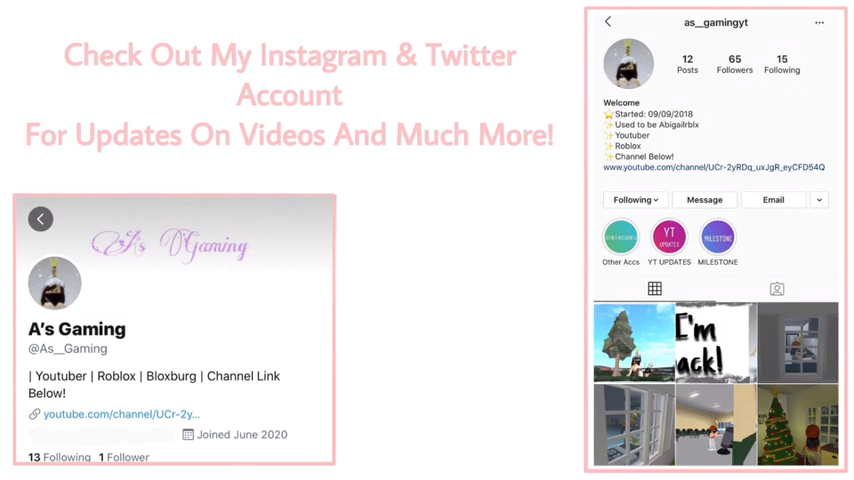 Check Out My Instagram & Twitter
Account
For Updates On Videos And Much More!
A's Gaming
A's Gaming
@As__Gaming
| Youtuber | Roblox | Bloxburg | Channel Link
Below!
youtube.com/channel/UCr-2y...
Joined June 2020
13 Following 1 Follower
as__gamingyt
12 65 15
Posts Followers Following
Welcome
⭐Started: 09/09/2018
✨Used to be Abigailrblx
✨Youtuber
✨Roblox
✨Channel Below!
www.youtube.com/channel/UCr-2yRDq_uxJgR_eyCFD54Q
Following Message Email
YT
UPDATES
MILESTONE
Other Accs YT UPDATES MILESTONE
I'm
ack!